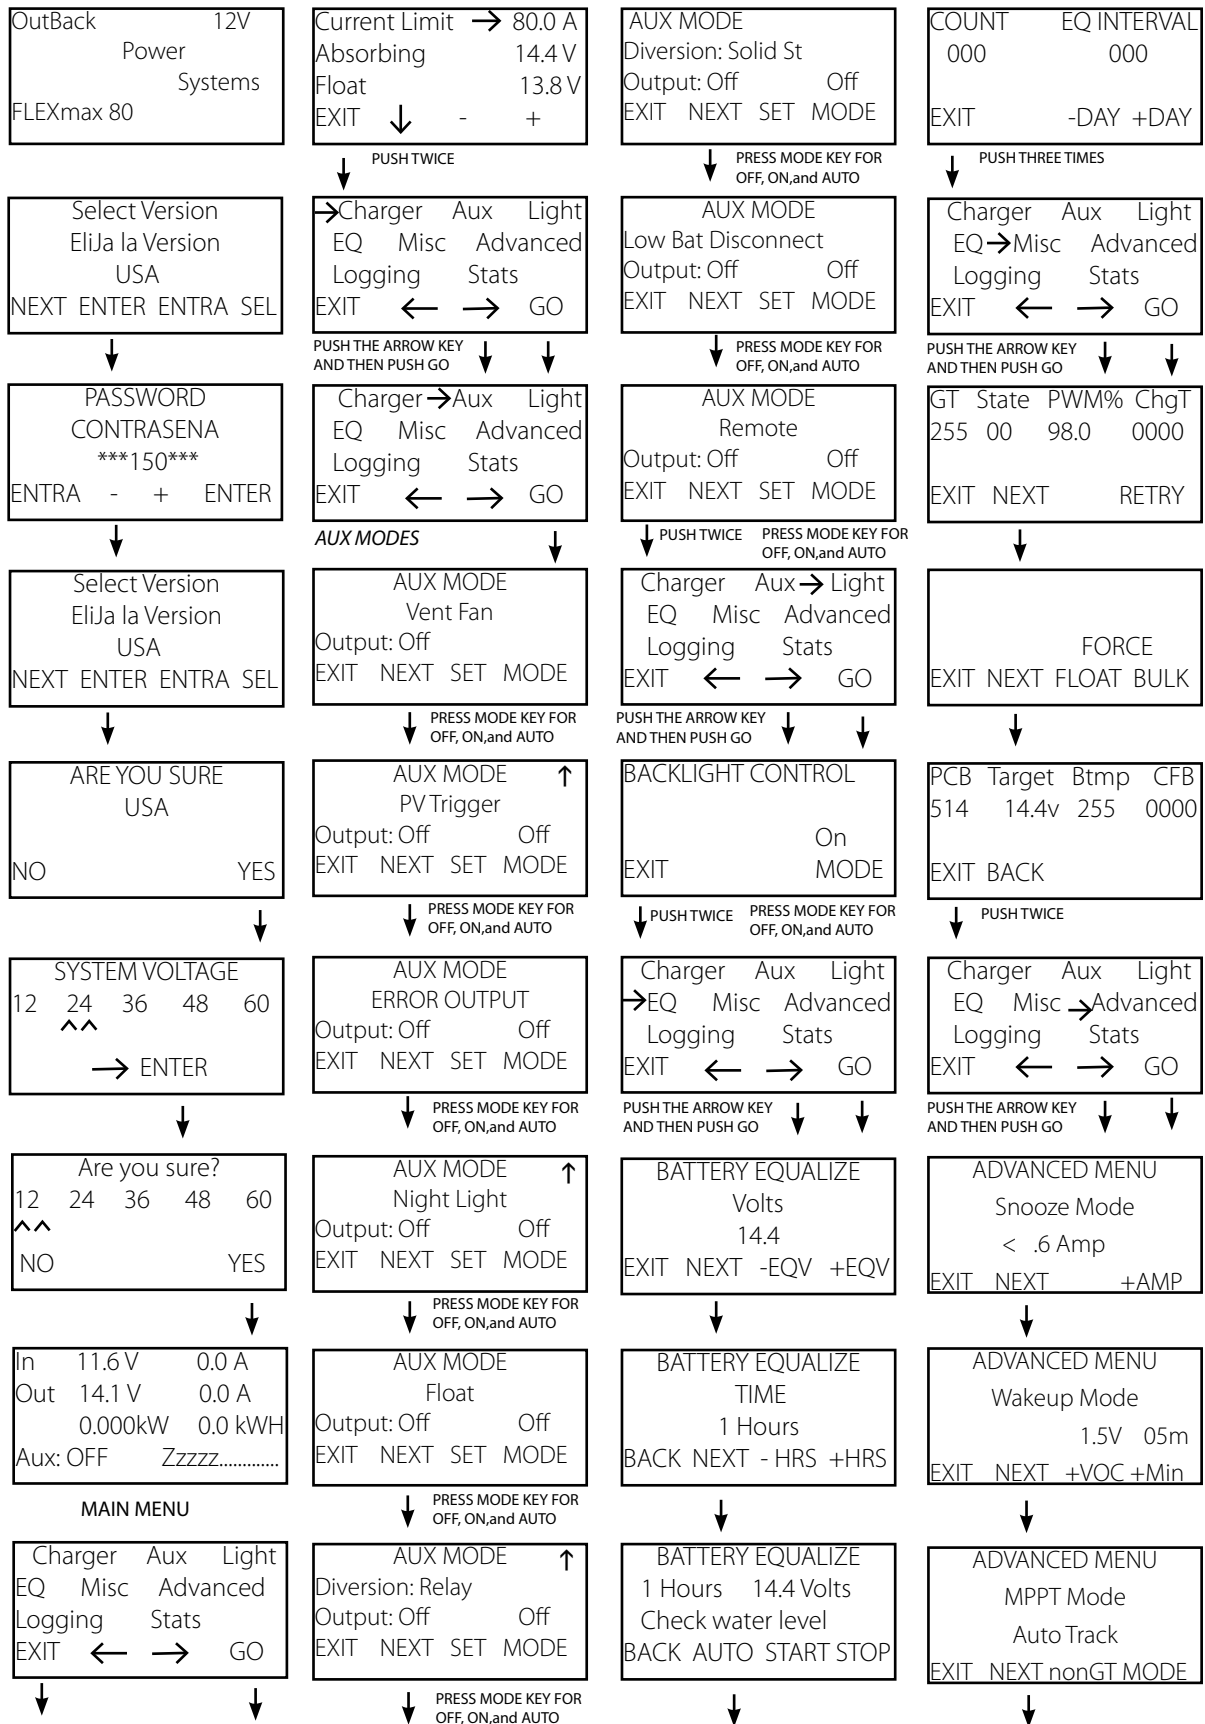 OutBack 12V
Power
Systems
FLEXmax 80
Select Version
EliJa la Version
USA
NEXT ENTER ENTRA SEL
PASSWORD
CONTRASENA
***150***
ENTRA - + ENTER
Select Version
EliJa la Version
USA
NEXT ENTER ENTRA SEL
ARE YOU SURE
USA
NO YES
SYSTEM VOLTAGE
12 24 36 48 60
^^
→ ENTER
Are you sure?
12 24 36 48 60
^^
NO YES
In 11.6 V 0.0 A
Out 14.1 V 0.0 A
0.000kW 0.0 kWH
Aux: OFF Zzzzz.............
MAIN MENU
Charger Aux Light
EQ Misc Advanced
Logging Stats
EXIT ← → GO
Current Limit → 80.0 A
Absorbing 14.4 V
Float 13.8 V
EXIT ↓ - +
PUSH TWICE
→Charger Aux Light
EQ Misc Advanced
Logging Stats
EXIT ← → GO
PUSH THE ARROW KEY
AND THEN PUSH GO
Charger →Aux Light
EQ Misc Advanced
Logging Stats
EXIT ← → GO
AUX MODES
AUX MODE
Vent Fan
Output: Off
EXIT NEXT SET MODE
PRESS MODE KEY FOR
OFF, ON,and AUTO
AUX MODE ↑
PV Trigger
Output: Off Off
EXIT NEXT SET MODE
PRESS MODE KEY FOR
OFF, ON,and AUTO
AUX MODE
ERROR OUTPUT
Output: Off Off
EXIT NEXT SET MODE
PRESS MODE KEY FOR
OFF, ON,and AUTO
AUX MODE ↑
Night Light
Output: Off Off
EXIT NEXT SET MODE
PRESS MODE KEY FOR
OFF, ON,and AUTO
AUX MODE
Float
Output: Off Off
EXIT NEXT SET MODE
PRESS MODE KEY FOR
OFF, ON,and AUTO
AUX MODE ↑
Diversion: Relay
Output: Off Off
EXIT NEXT SET MODE
PRESS MODE KEY FOR
OFF, ON,and AUTO
AUX MODE
Diversion: Solid St
Output: Off Off
EXIT NEXT SET MODE
PRESS MODE KEY FOR
OFF, ON,and AUTO
AUX MODE
Low Bat Disconnect
Output: Off Off
EXIT NEXT SET MODE
PRESS MODE KEY FOR
OFF, ON,and AUTO
AUX MODE
Remote
Output: Off Off
EXIT NEXT SET MODE
PUSH TWICE PRESS MODE KEY FOR
OFF, ON,and AUTO
Charger Aux→ Light
EQ Misc Advanced
Logging Stats
EXIT ← → GO
PUSH THE ARROW KEY
AND THEN PUSH GO
BACKLIGHT CONTROL
On
EXIT MODE
PUSH TWICE PRESS MODE KEY FOR
OFF, ON,and AUTO
Charger Aux Light
→EQ Misc Advanced
Logging Stats
EXIT ← → GO
PUSH THE ARROW KEY
AND THEN PUSH GO
BATTERY EQUALIZE
Volts
14.4
EXIT NEXT -EQV +EQV
BATTERY EQUALIZE
TIME
1 Hours
BACK NEXT - HRS +HRS
BATTERY EQUALIZE
1 Hours 14.4 Volts
Check water level
BACK AUTO START STOP
COUNT EQ INTERVAL
000 000
EXIT -DAY +DAY
PUSH THREE TIMES
Charger Aux Light
EQ→Misc Advanced
Logging Stats
EXIT ← → GO
PUSH THE ARROW KEY
AND THEN PUSH GO
GT State PWM% ChgT
255 00 98.0 0000
EXIT NEXT RETRY
FORCE
EXIT NEXT FLOAT BULK
PCB Target Btmp CFB
514 14.4v 255 0000
EXIT BACK
PUSH TWICE
Charger Aux Light
EQ Misc →Advanced
Logging Stats
EXIT ← → GO
PUSH THE ARROW KEY
AND THEN PUSH GO
ADVANCED MENU
Snooze Mode
< .6 Amp
EXIT NEXT +AMP
ADVANCED MENU
Wakeup Mode
1.5V 05m
EXIT NEXT +VOC +Min
ADVANCED MENU
MPPT Mode
Auto Track
EXIT NEXT nonGT MODE